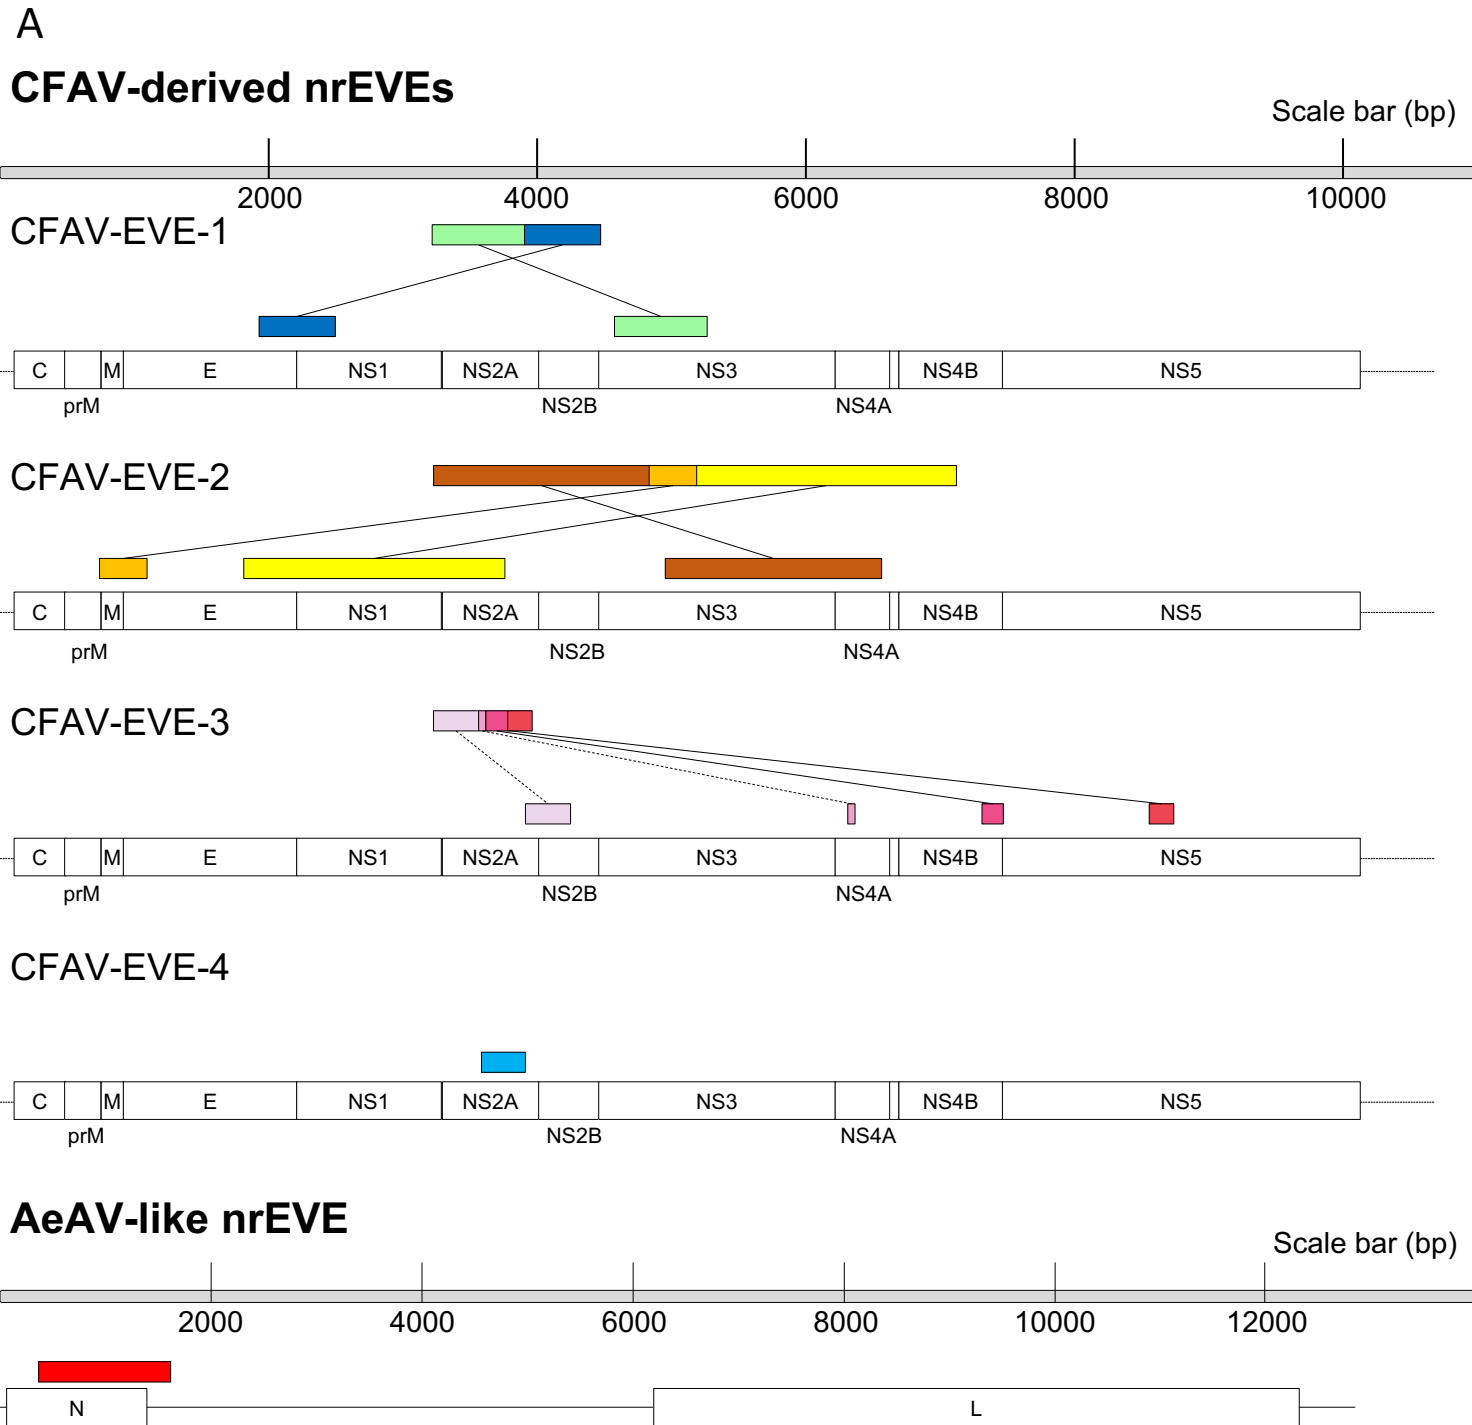 A
CFAV-derived nrEVEs
Scale bar (bp)
2000 4000 6000 8000 10000
CFAV-EVE-1
C M E NS1 NS2A NS3 NS4B NS5
prM NS2B NS4A
CFAV-EVE-2
C M E NS1 NS2A NS3 NS4B NS5
prM NS2B NS4A
CFAV-EVE-3
C M E NS1 NS2A NS3 NS4B NS5
prM NS2B NS4A
CFAV-EVE-4
C M E NS1 NS2A NS3 NS4B NS5
prM NS2B NS4A
AeAV-like nrEVE
Scale bar (bp)
2000 4000 6000 8000 10000 12000
N L